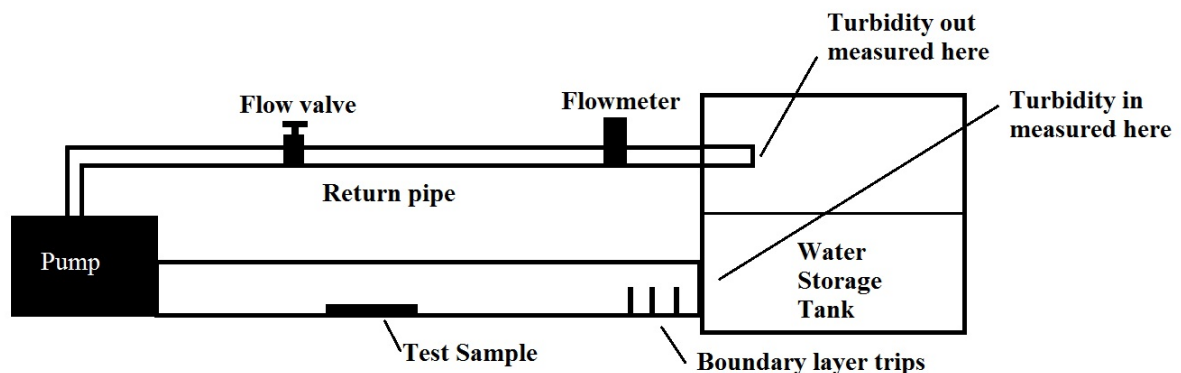 Turbidity out
measured here
Flow valve
Flowmeter
Turbidity in
measured here
Return pipe
Pump
Water
Storage
Tank
Test Sample
Boundary layer trips